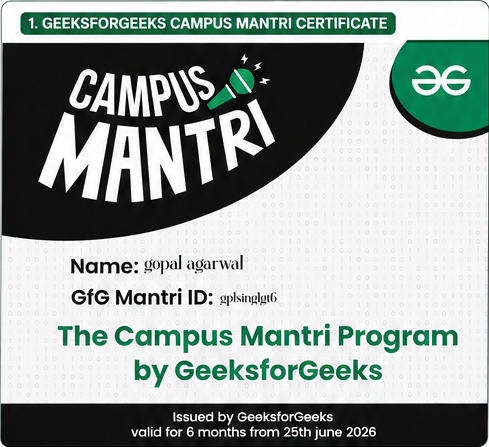 1. GEEKSFORGEEKS CAMPUS MANTRI CERTIFICATE
CAMPUS
MANTRI
Name: gopal agarwal
GfG Mantri ID: gplsinglgt6
The Campus Mantri Program
by GeeksforGeeks
Issued by GeeksforGeeks
valid for 6 months from 25th june 2026